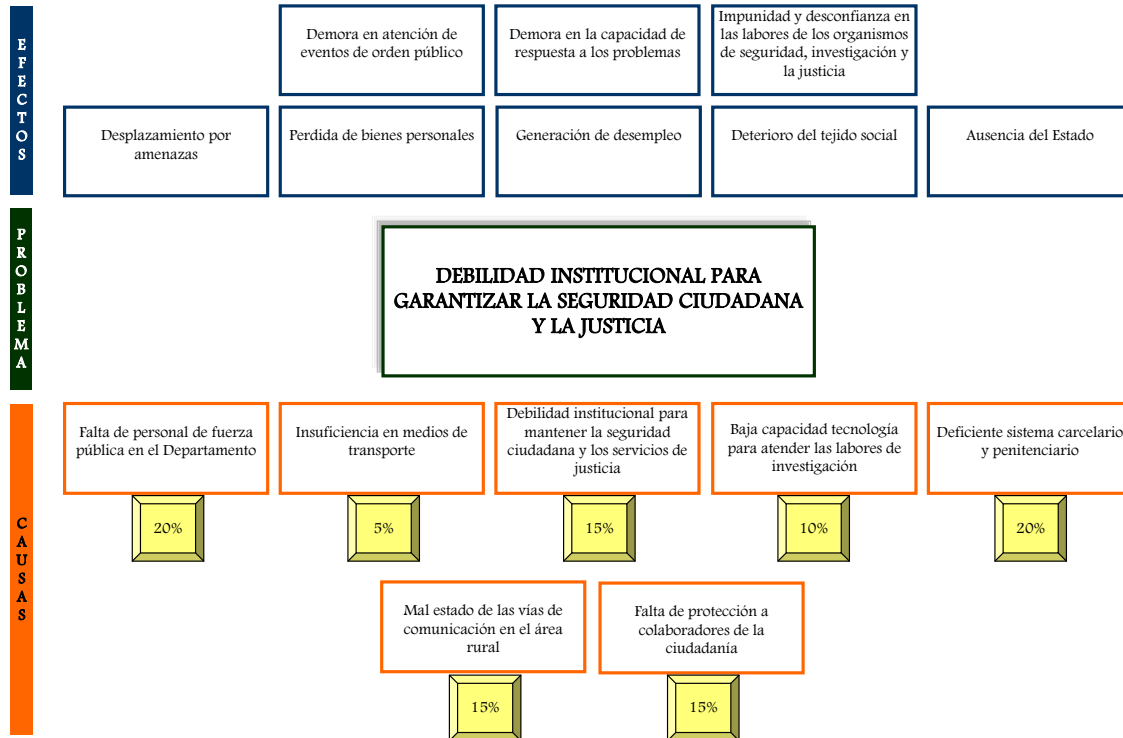 EFECTOS
Demora en atención de
eventos de orden público
Demora en la capacidad de
respuesta a los problemas
Impunidad y desconfianza en
las labores de los organismos
de seguridad, investigación y
la justicia
Desplazamiento por
amenazas
Perdida de bienes personales
Generación de desempleo
Deterioro del tejido social
Ausencia del Estado
PROBLEMA
DEBILIDAD INSTITUCIONAL PARA
GARANTIZAR LA SEGURIDAD CIUDADANA
Y LA JUSTICIA
CAUSAS
Falta de personal de fuerza
pública en el Departamento
20%
Insuficiencia en medios de
transporte
5%
Debilidad institucional para
mantener la seguridad
ciudadana y los servicios de
justicia
15%
Baja capacidad tecnología
para atender las labores de
investigación
10%
Deficiente sistema carcelario
y penitenciario
20%
Mal estado de las vías de
comunicación en el área
rural
15%
Falta de protección a
colaboradores de la
ciudadanía
15%